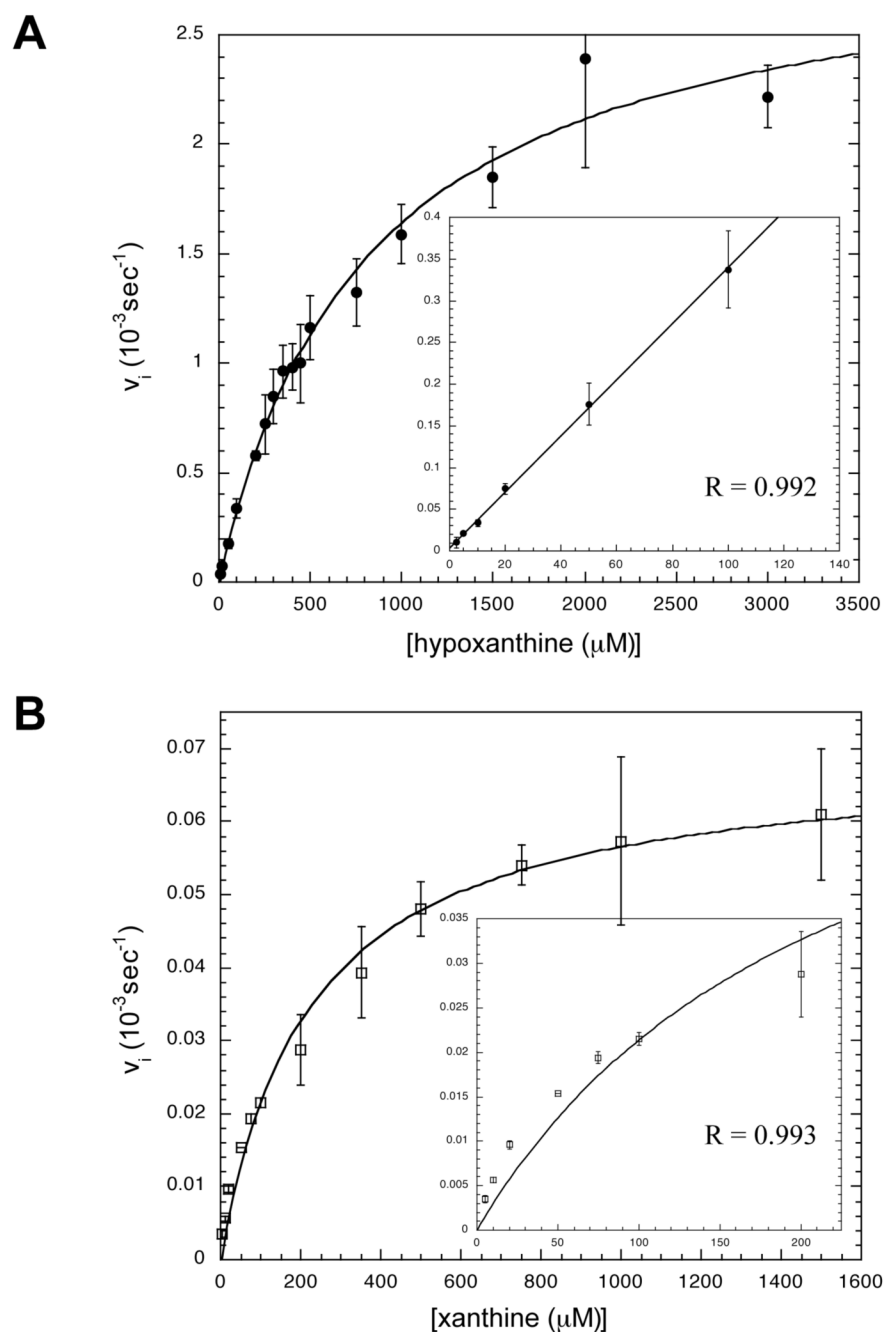 A
2.5
2
1.5
1
0.5
0
v_i (10^-3 sec^-1)
0.4
0.35
0.3
0.25
0.2
0.15
0.1
0.05
0
R = 0.992
0 20 40 60 80 100 120 140
0 500 1000 1500 2000 2500 3000 3500
[hypoxanthine (μM)]
B
0.07
0.06
0.05
0.04
0.03
0.02
0.01
0
v_i (10^-3 sec^-1)
0.035
0.03
0.025
0.02
0.015
0.01
0.005
0
R = 0.993
0 50 100 150 200
0 200 400 600 800 1000 1200 1400 1600
[xanthine (μM)]